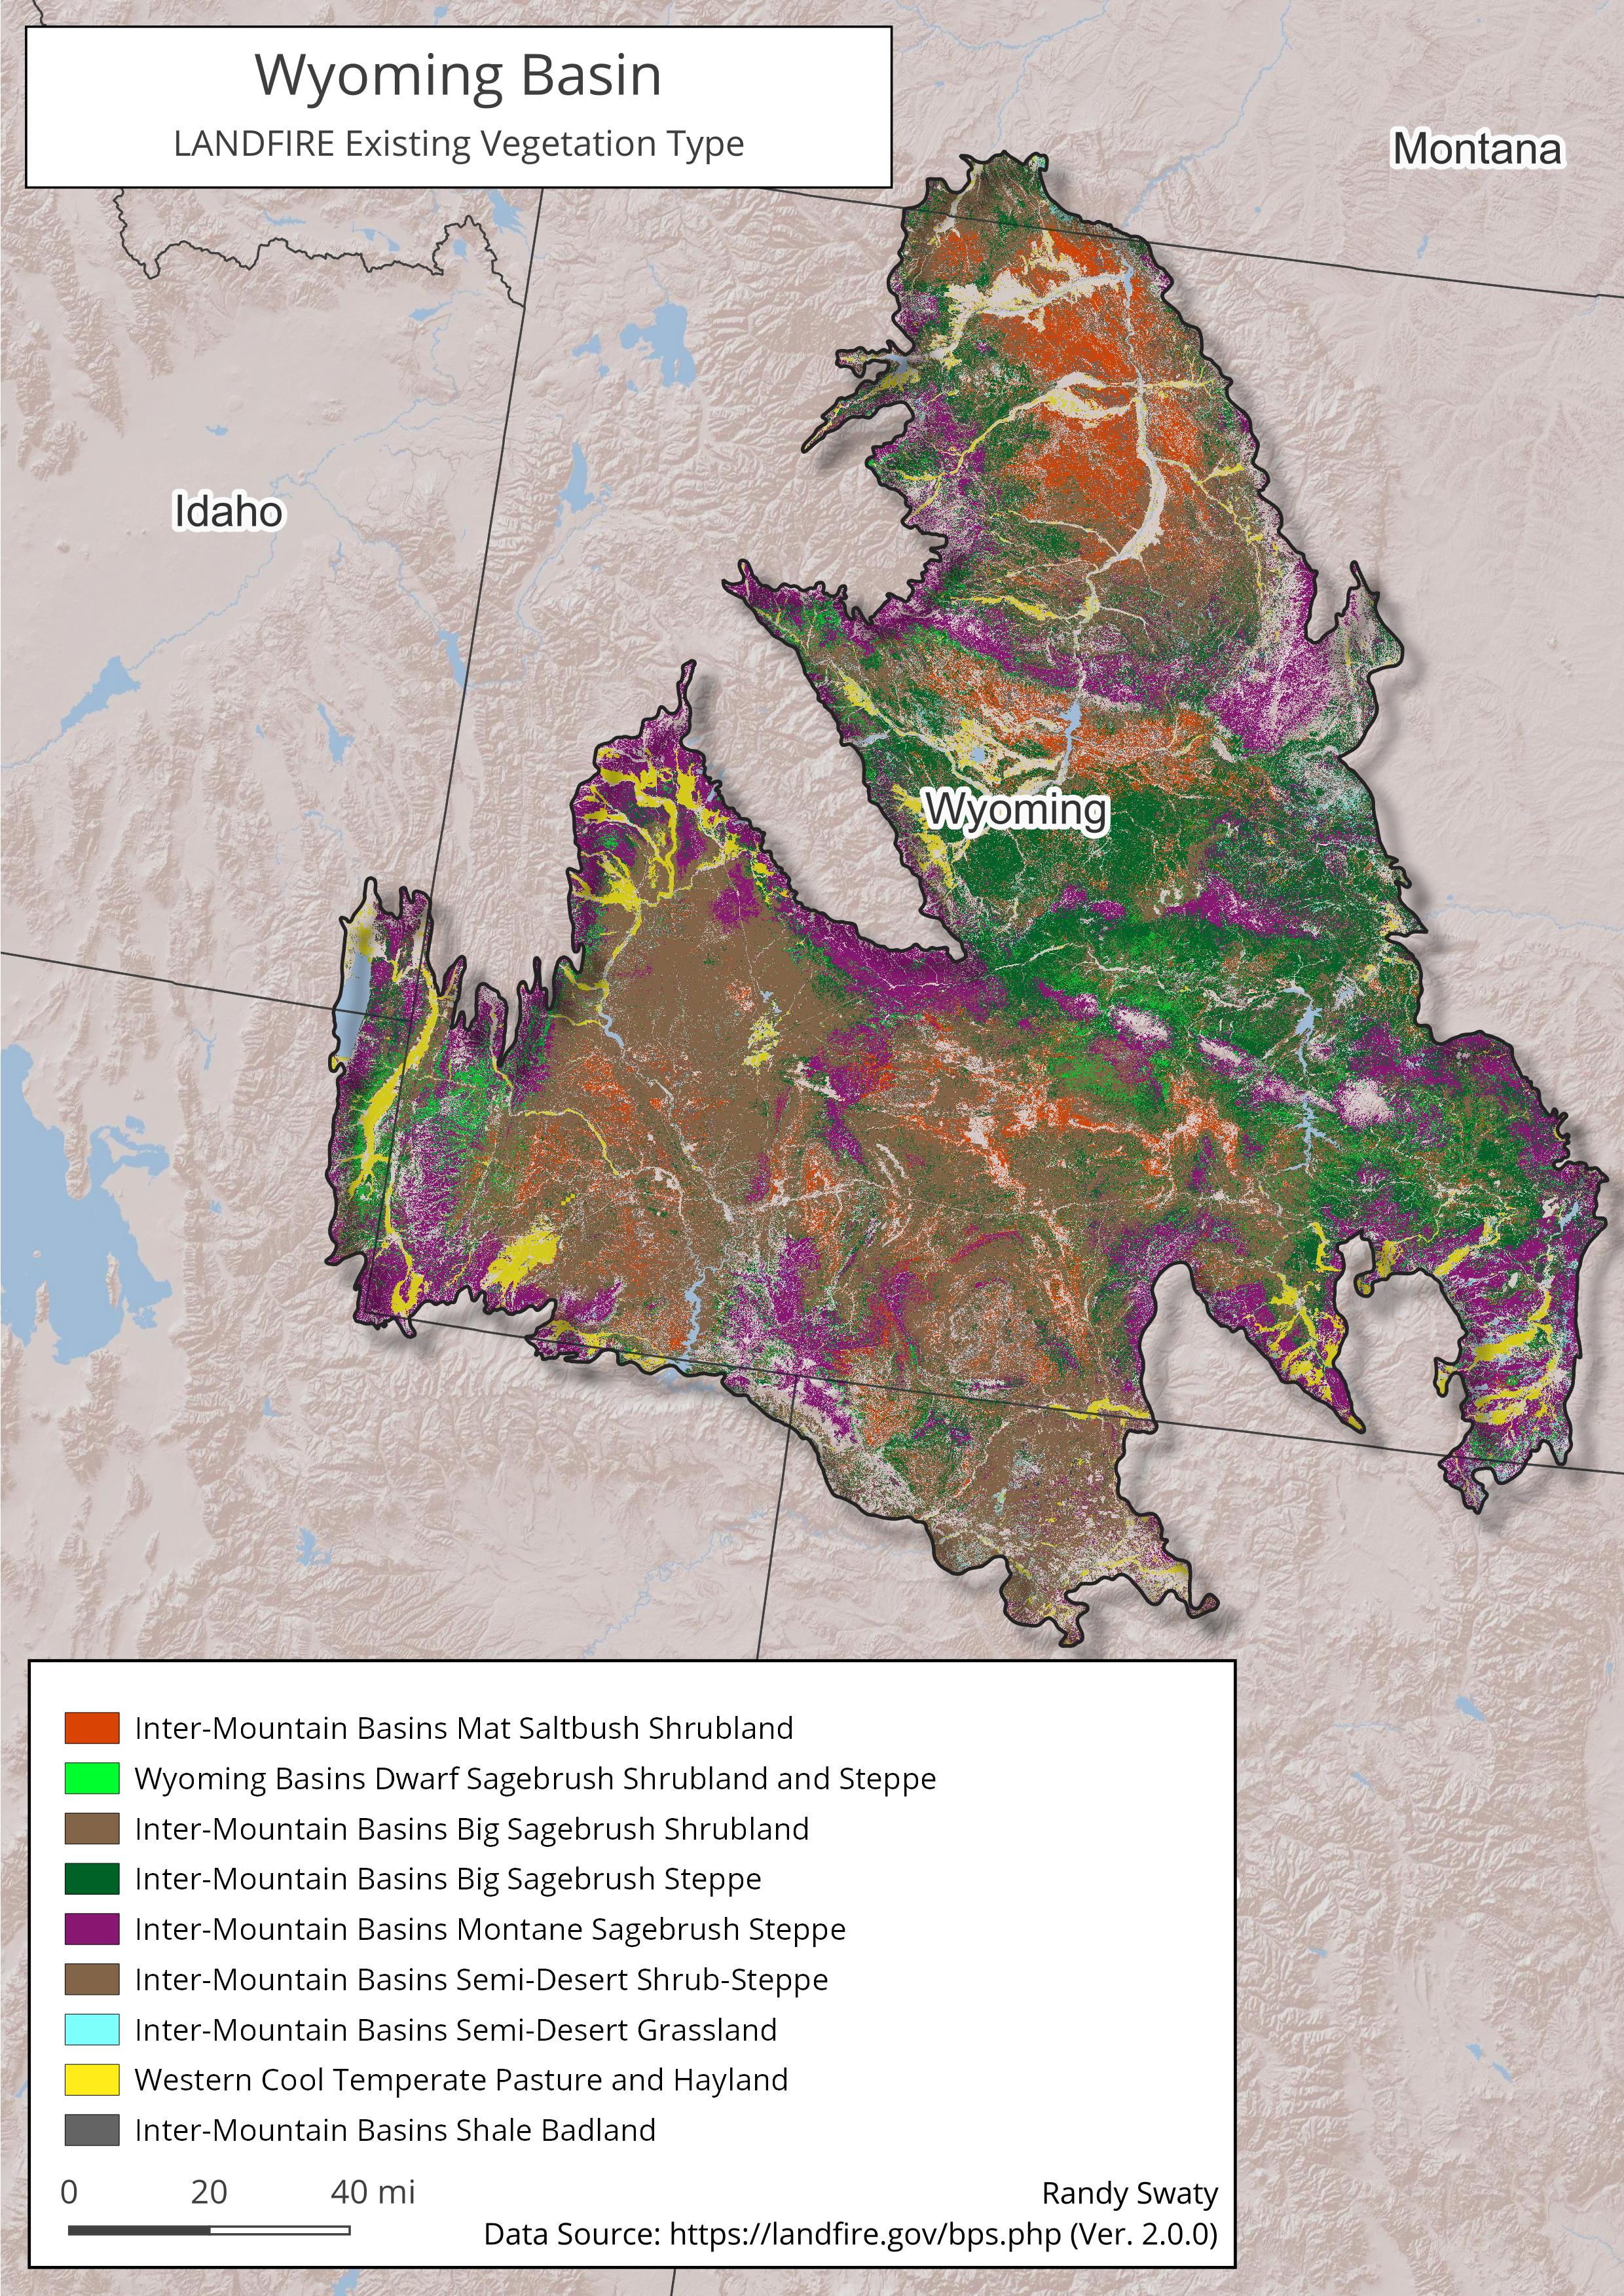 Wyoming Basin
LANDFIRE Existing Vegetation Type
Montana
Idaho
Wyoming
Inter-Mountain Basins Mat Saltbush Shrubland
Wyoming Basins Dwarf Sagebrush Shrubland and Steppe
Inter-Mountain Basins Big Sagebrush Shrubland
Inter-Mountain Basins Big Sagebrush Steppe
Inter-Mountain Basins Montane Sagebrush Steppe
Inter-Mountain Basins Semi-Desert Shrub-Steppe
Inter-Mountain Basins Semi-Desert Grassland
Western Cool Temperate Pasture and Hayland
Inter-Mountain Basins Shale Badland
0 20 40 mi
Randy Swaty
Data Source: https://landfire.gov/bps.php (Ver. 2.0.0)